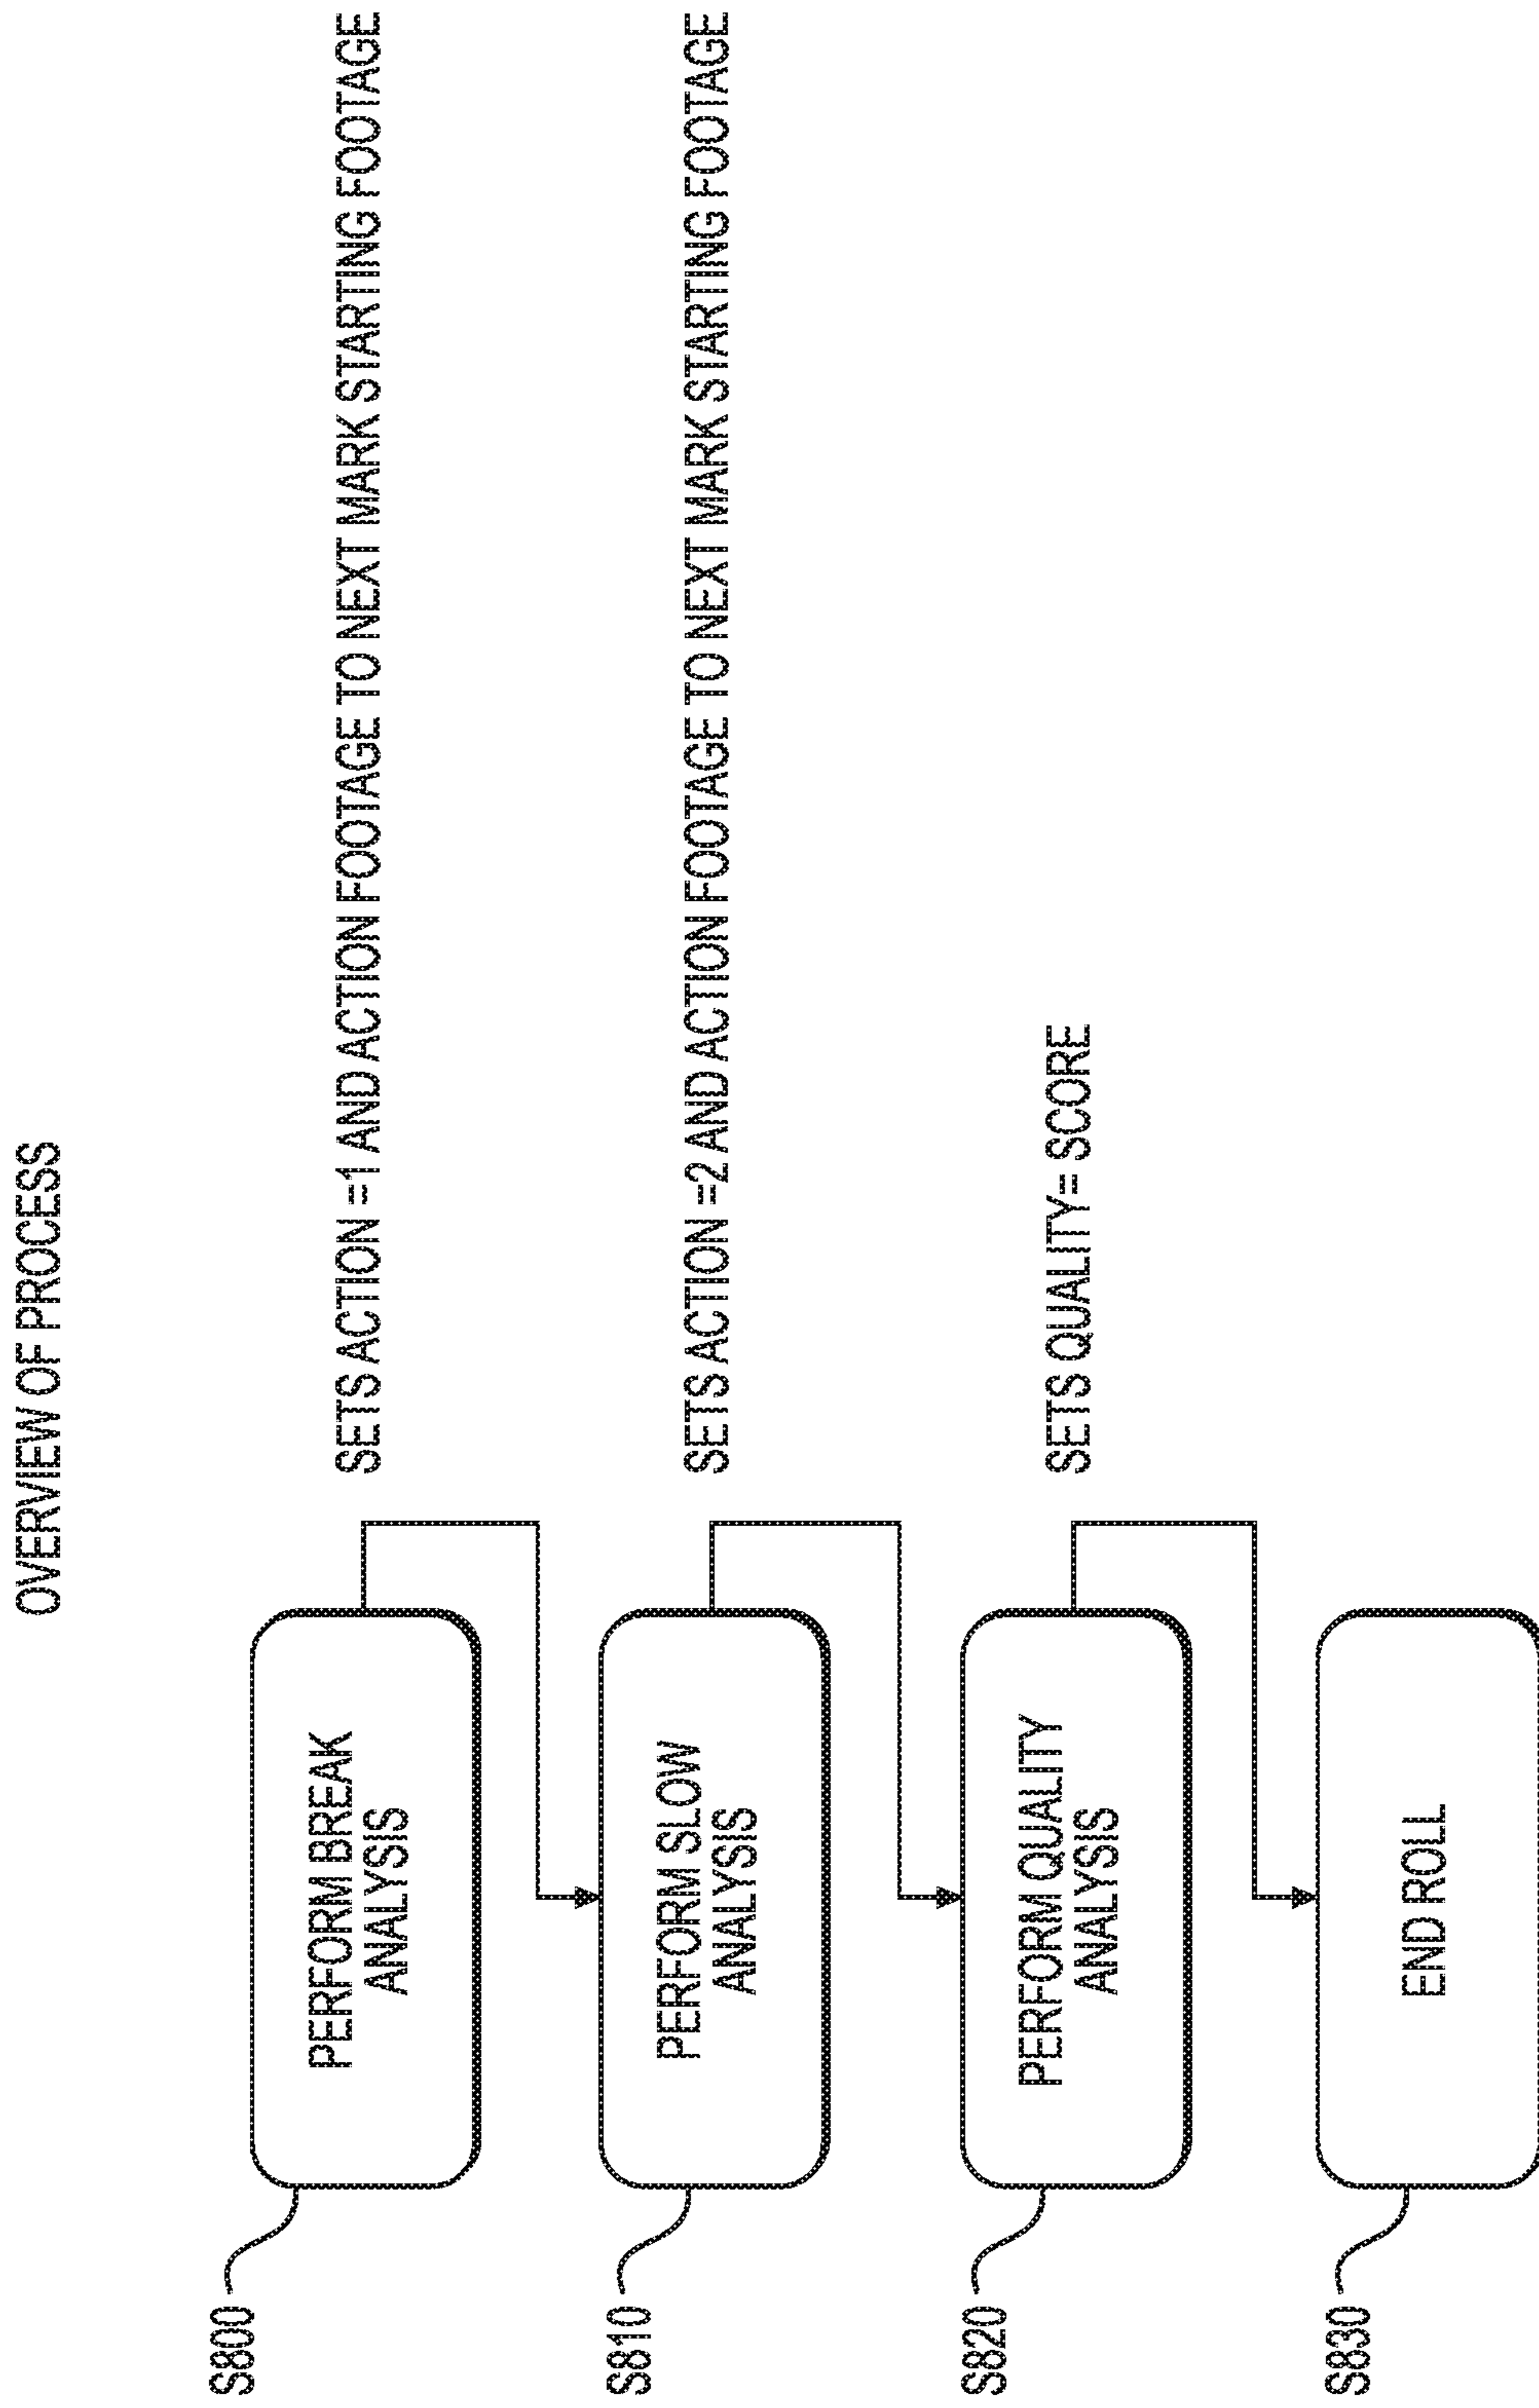 OVERVIEW OF PROCESS
S800
PERFORM BREAK
ANALYSIS
SETS ACTION =1 AND ACTION FOOTAGE TO NEXT MARK STARTING FOOTAGE
S810
PERFORM SLOW
ANALYSIS
SETS ACTION =2 AND ACTION FOOTAGE TO NEXT MARK STARTING FOOTAGE
S820
PERFORM QUALITY
ANALYSIS
SETS QUALITY= SCORE
S830
END ROLL